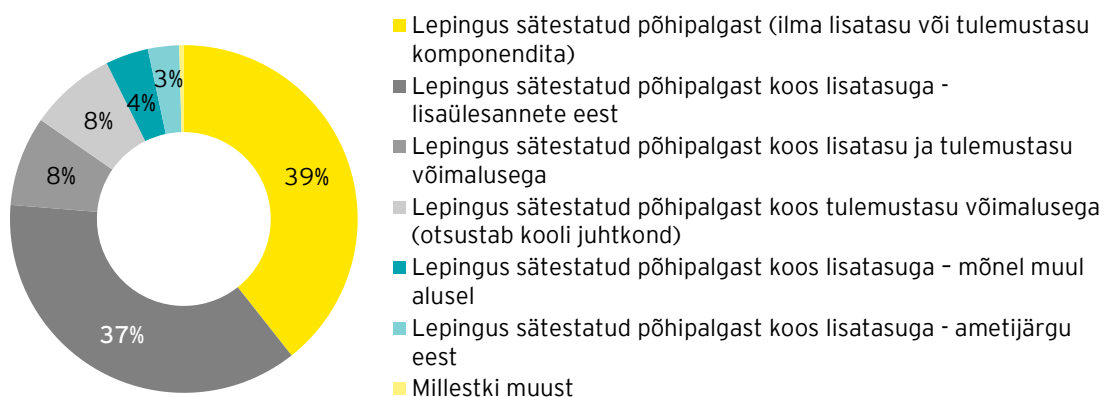 Lepingus sätestatud põhipalgast (ilma lisatasu või tulemustasu
komponendita)
Lepingus sätestatud põhipalgast koos lisatasuga -
lisaülesannete eest
Lepingus sätestatud põhipalgast koos lisatasu ja tulemustasu
võimalusega
Lepingus sätestatud põhipalgast koos tulemustasu võimalusega
(otsustab kooli juhtkond)
Lepingus sätestatud põhipalgast koos lisatasuga – mõnel muul
alusel
Lepingus sätestatud põhipalgast koos lisatasuga - ametijärgu
eest
Millestki muust
39%
37%
8%
8%
4%
3%